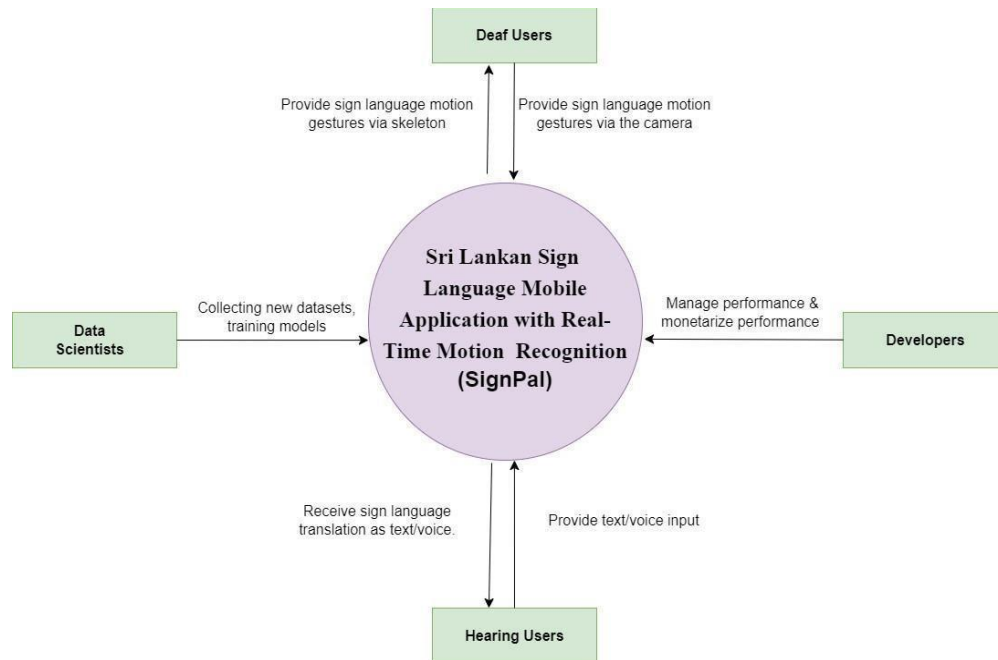 Deaf Users
Provide sign language motion
gestures via skeleton
Provide sign language motion
gestures via the camera
Sri Lankan Sign
Language Mobile
Application with Real-
Time Motion Recognition
(SignPal)
Collecting new datasets,
training models
Data
Scientists
Manage performance &
monetarize performance
Developers
Receive sign language
translation as text/voice.
Provide text/voice input
Hearing Users